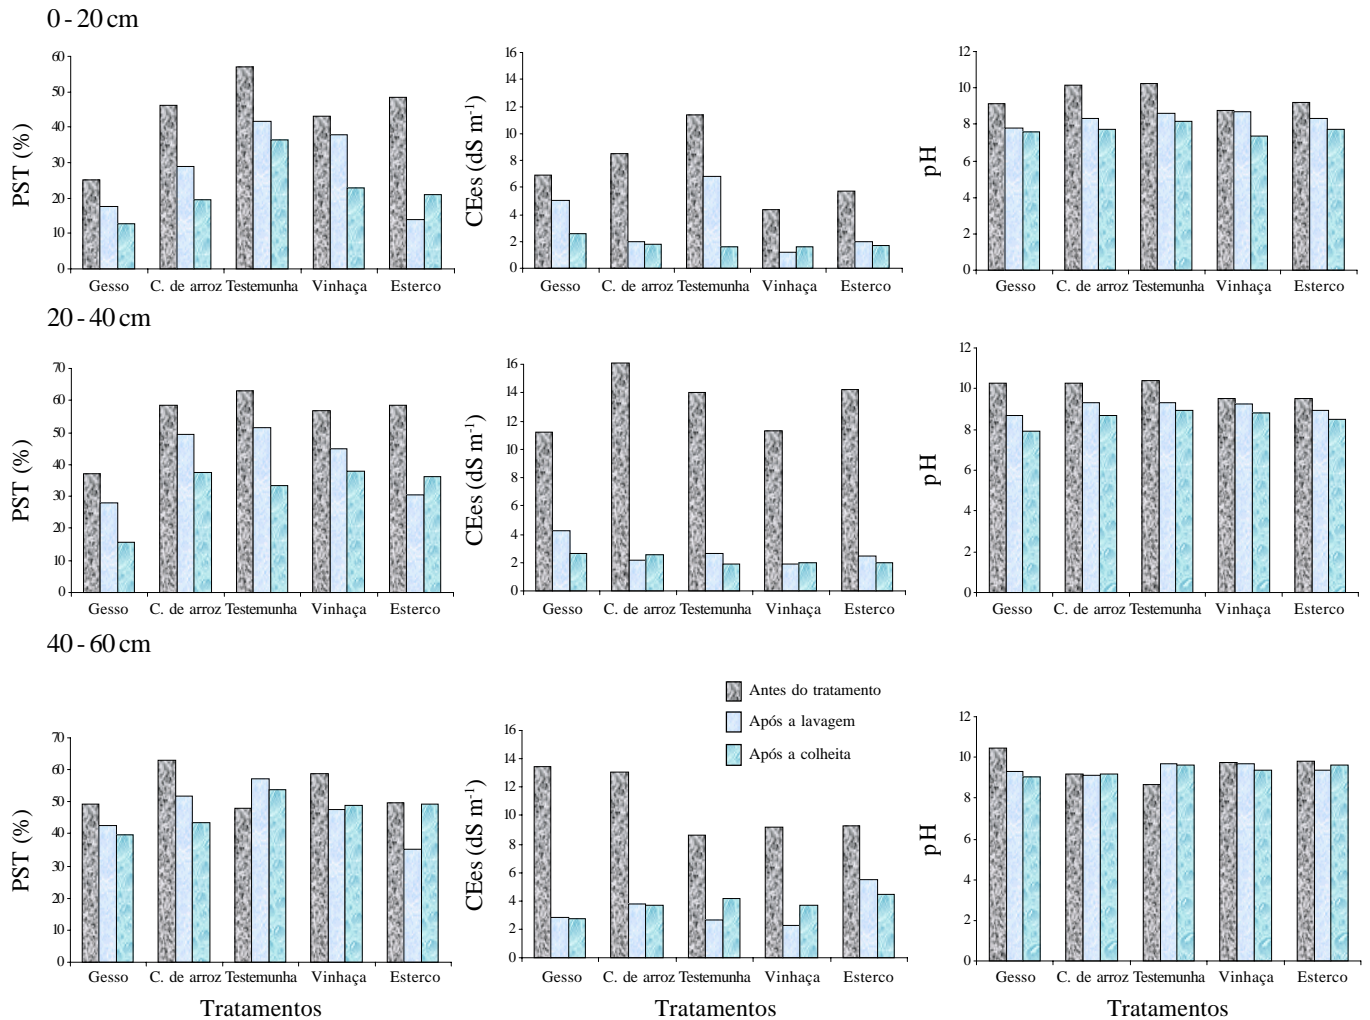 0 - 20 cm
PST (%)
60
50
40
30
20
10
0
Gesso C. de arroz Testemunha Vinhaça Esterco
CEes (dS m-1)
16
14
12
10
8
6
4
2
0
Gesso C. de arroz Testemunha Vinhaça Esterco
pH
12
10
8
6
4
2
0
Gesso C. de arroz Testemunha Vinhaça Esterco
20 - 40 cm
PST (%)
70
60
50
40
30
20
10
0
Gesso C. de arroz Testemunha Vinhaça Esterco
CEes (dS m-1)
16
14
12
10
8
6
4
2
0
Gesso C. de arroz Testemunha Vinhaça Esterco
pH
12
10
8
6
4
2
0
Gesso C. de arroz Testemunha Vinhaça Esterco
40 - 60 cm
PST (%)
70
60
50
40
30
20
10
0
Gesso C. de arroz Testemunha Vinhaça Esterco
Tratamentos
Antes do tratamento
Após a lavagem
Após a colheita
CEes (dS m-1)
16
14
12
10
8
6
4
2
0
Gesso C. de arroz Testemunha Vinhaça Esterco
Tratamentos
pH
12
10
8
6
4
2
0
Gesso C. de arroz Testemunha Vinhaça Esterco
Tratamentos